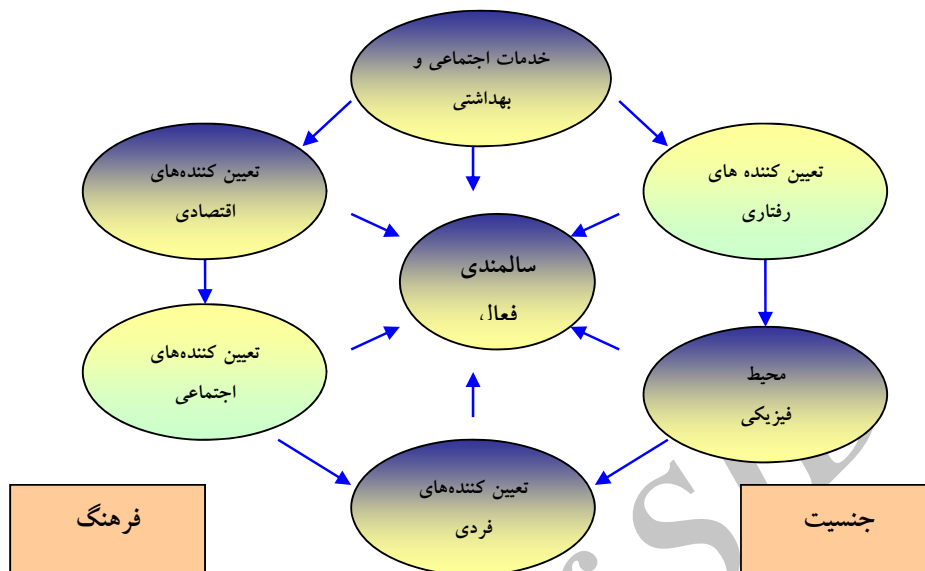 خدمات اجتماعی و
بهداشتی
تعیین کننده های
رفتاری
تعیین کننده‌های
اقتصادی
سالمندی
فعال
محیط
فیزیکی
تعیین کننده‌های
اجتماعی
تعیین کننده‌های
فردی
جنسیت
فرهنگ
f SID